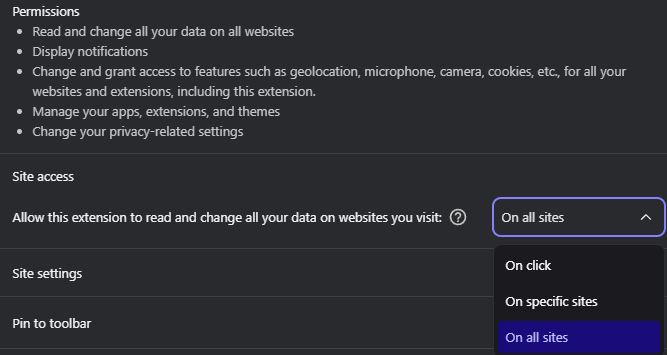 Permissions
• Read and change all your data on all websites
• Display notifications
• Change and grant access to features such as geolocation, microphone, camera, cookies, etc., for all your
websites and extensions, including this extension.
• Manage your apps, extensions, and themes
• Change your privacy-related settings
Site access
Allow this extension to read and change all your data on websites you visit: ? On all sites
On click
Site settings
On specific sites
Pin to toolbar
On all sites